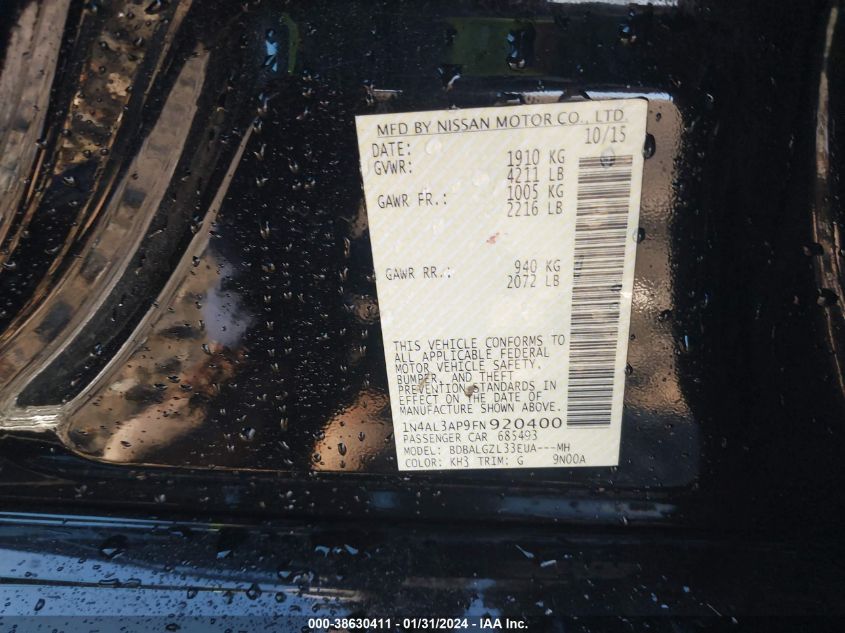 MFD BY NISSAN MOTOR CO., LTD.
DATE: 10/15
GVWR: 1910 KG
4211 LB
GAWR FR.: 1005 KG
2216 LB
GAWR RR.: 940 KG
2072 LB
THIS VEHICLE CONFORMS TO
ALL APPLICABLE FEDERAL
MOTOR VEHICLE SAFETY,
BUMPER, AND THEFT
PREVENTION STANDARDS IN
EFFECT ON THE DATE OF
MANUFACTURE SHOWN ABOVE.
1N4AL3AP9FN920400
PASSENGER CAR 685493
MODEL: BDBALGZL33EUA---MH
COLOR: KH3 TRIM: G 9N00A
000-38630411 - 01/31/2024 - IAA Inc.